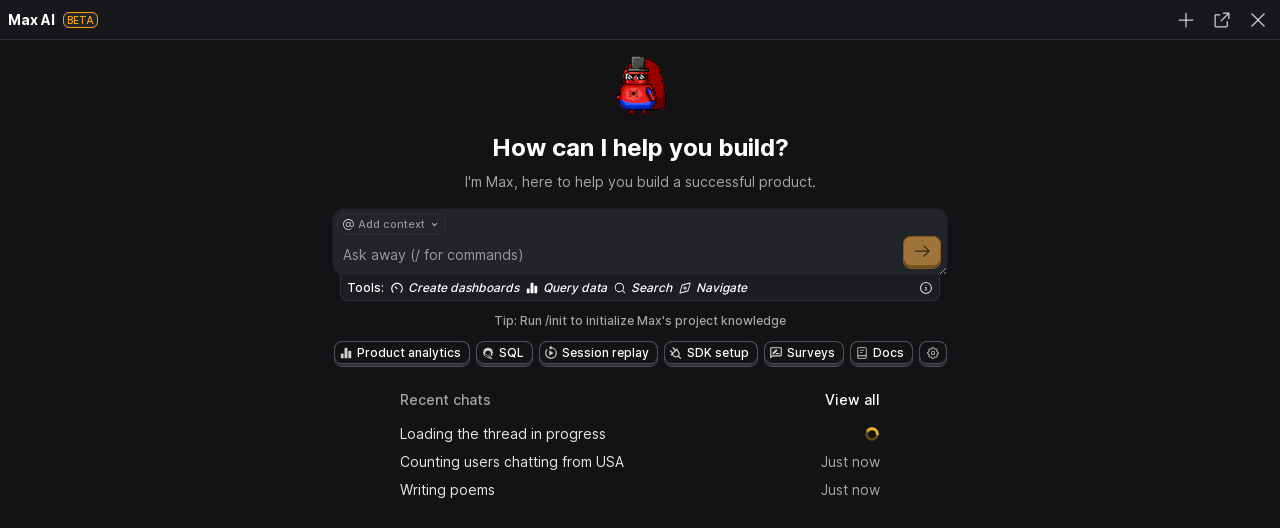 Max AI BETA
How can I help you build?
I'm Max, here to help you build a successful product.
@ Add context
Ask away (/ for commands)
Tools: Create dashboards Query data Search Navigate
Tip: Run /init to initialize Max's project knowledge
Product analytics SQL Session replay SDK setup Surveys Docs
Recent chats View all
Loading the thread in progress
Counting users chatting from USA Just now
Writing poems Just now